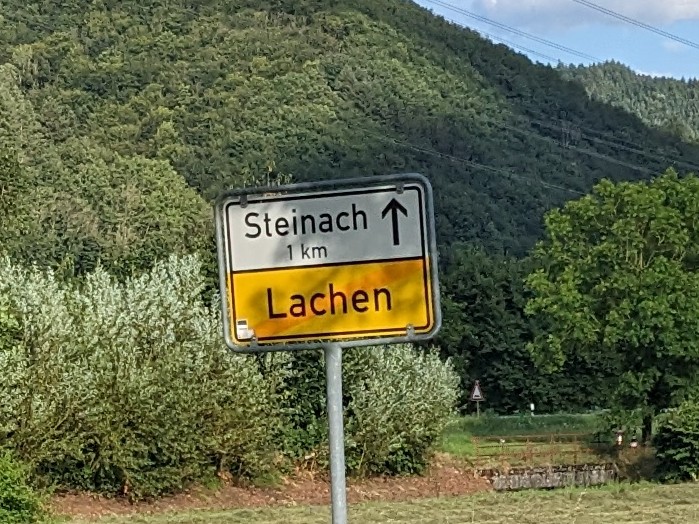 Steinach ↑
1 km
Lachen